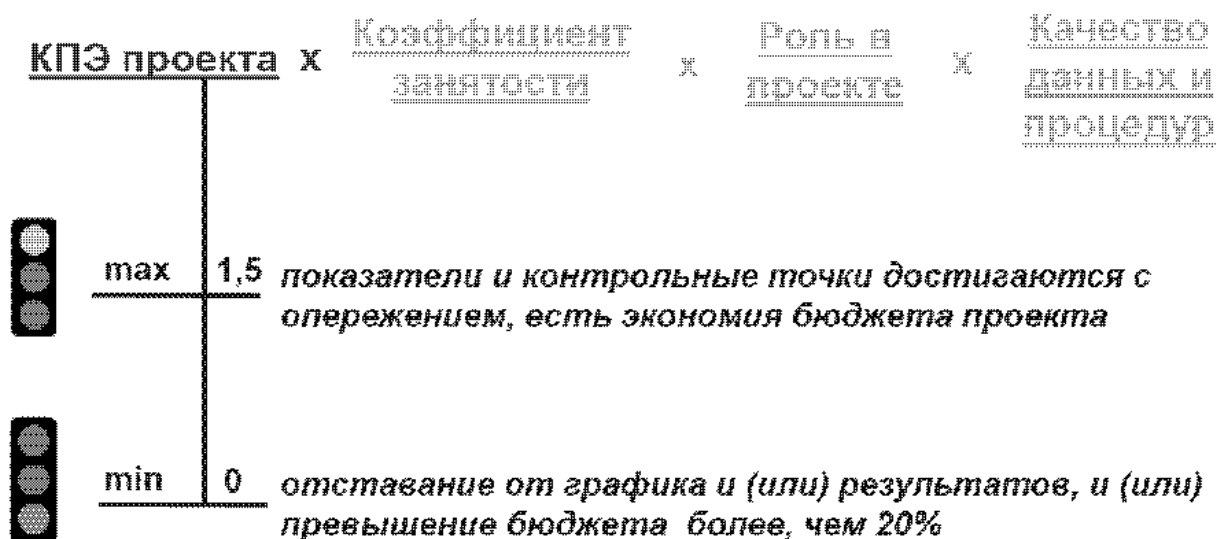 КПЭ проекта x Коэффициент занятости x Роль в проекте x Качество данных и процедур
max 1,5 показатели и контрольные точки достигаются с
опережением, есть экономия бюджета проекта
min 0 отставание от графика и (или) результатов, и (или)
превышение бюджета более, чем 20%